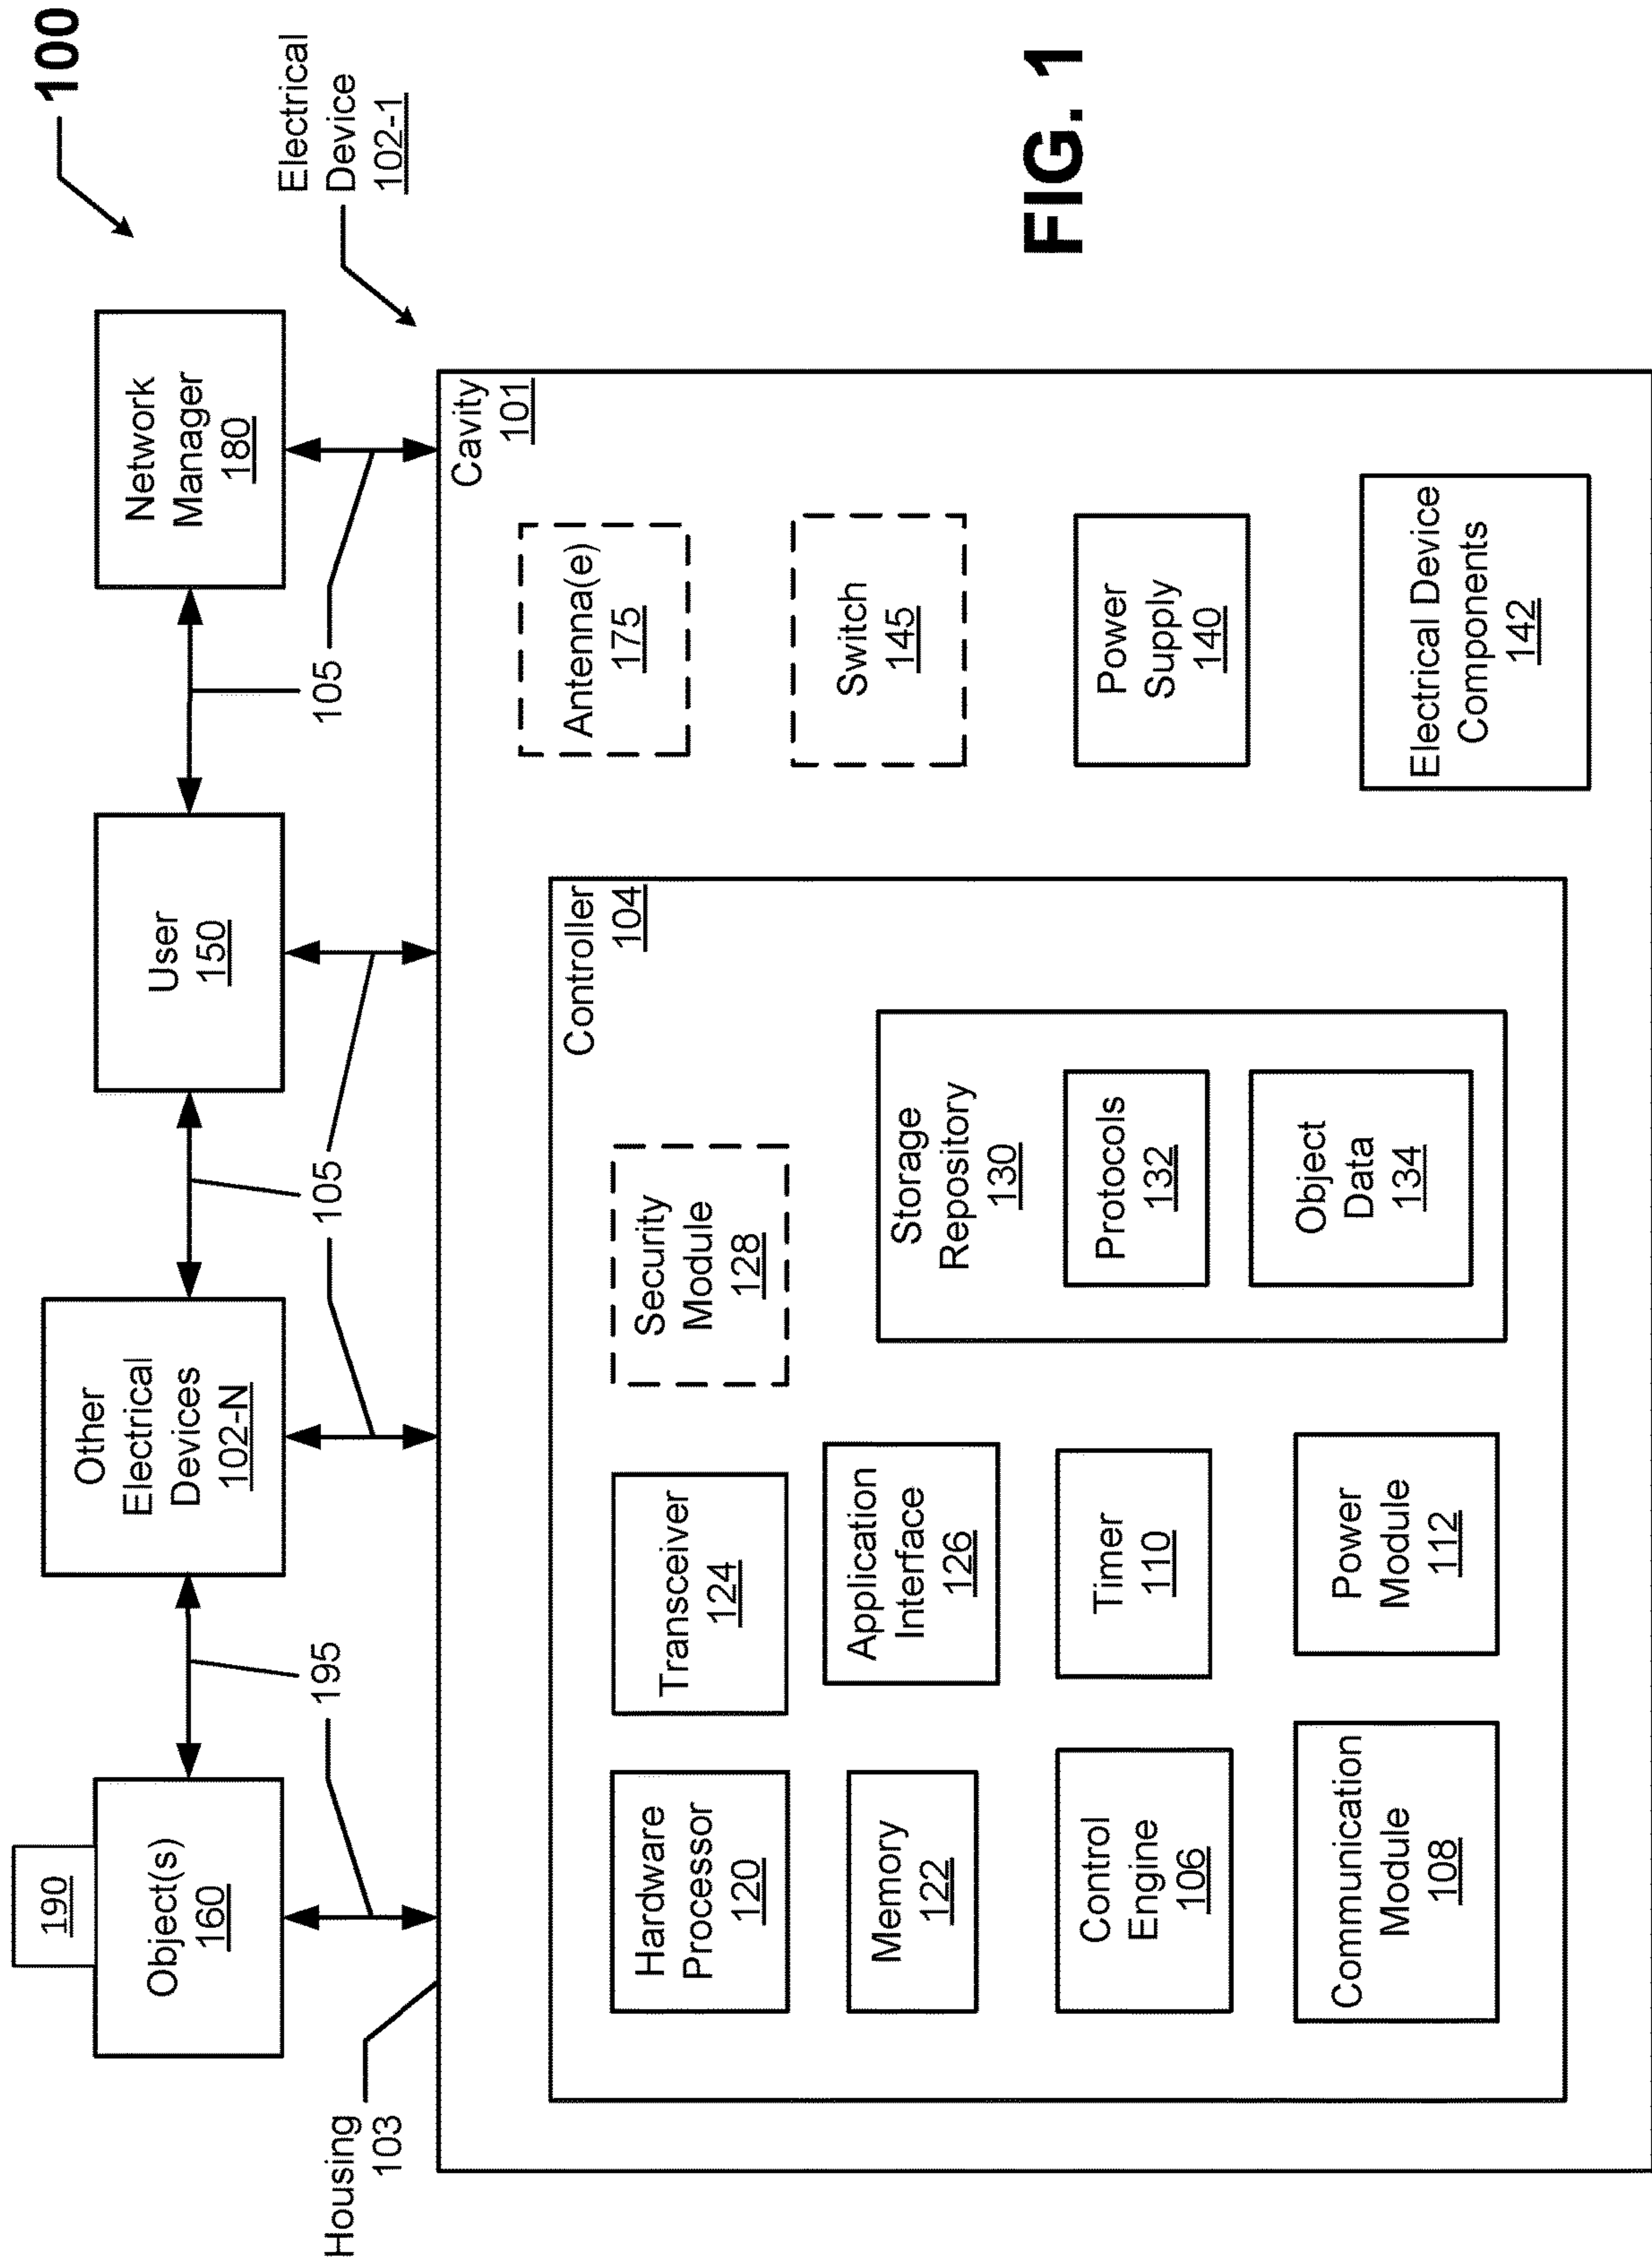 100
190
Object(s)
160
Other
Electrical
Devices
102-N
User
150
Network
Manager
180
195
105
105
Electrical
Device
102-1
Housing
103
Cavity
101
Controller
104
Hardware
Processor
120
Transceiver
124
Security
Module
128
Antenna(e)
175
Memory
122
Application
Interface
126
Storage
Repository
130
Switch
145
Control
Engine
106
Timer
110
Protocols
132
Power
Supply
140
Communication
Module
108
Power
Module
112
Object
Data
134
Electrical Device
Components
142
FIG. 1